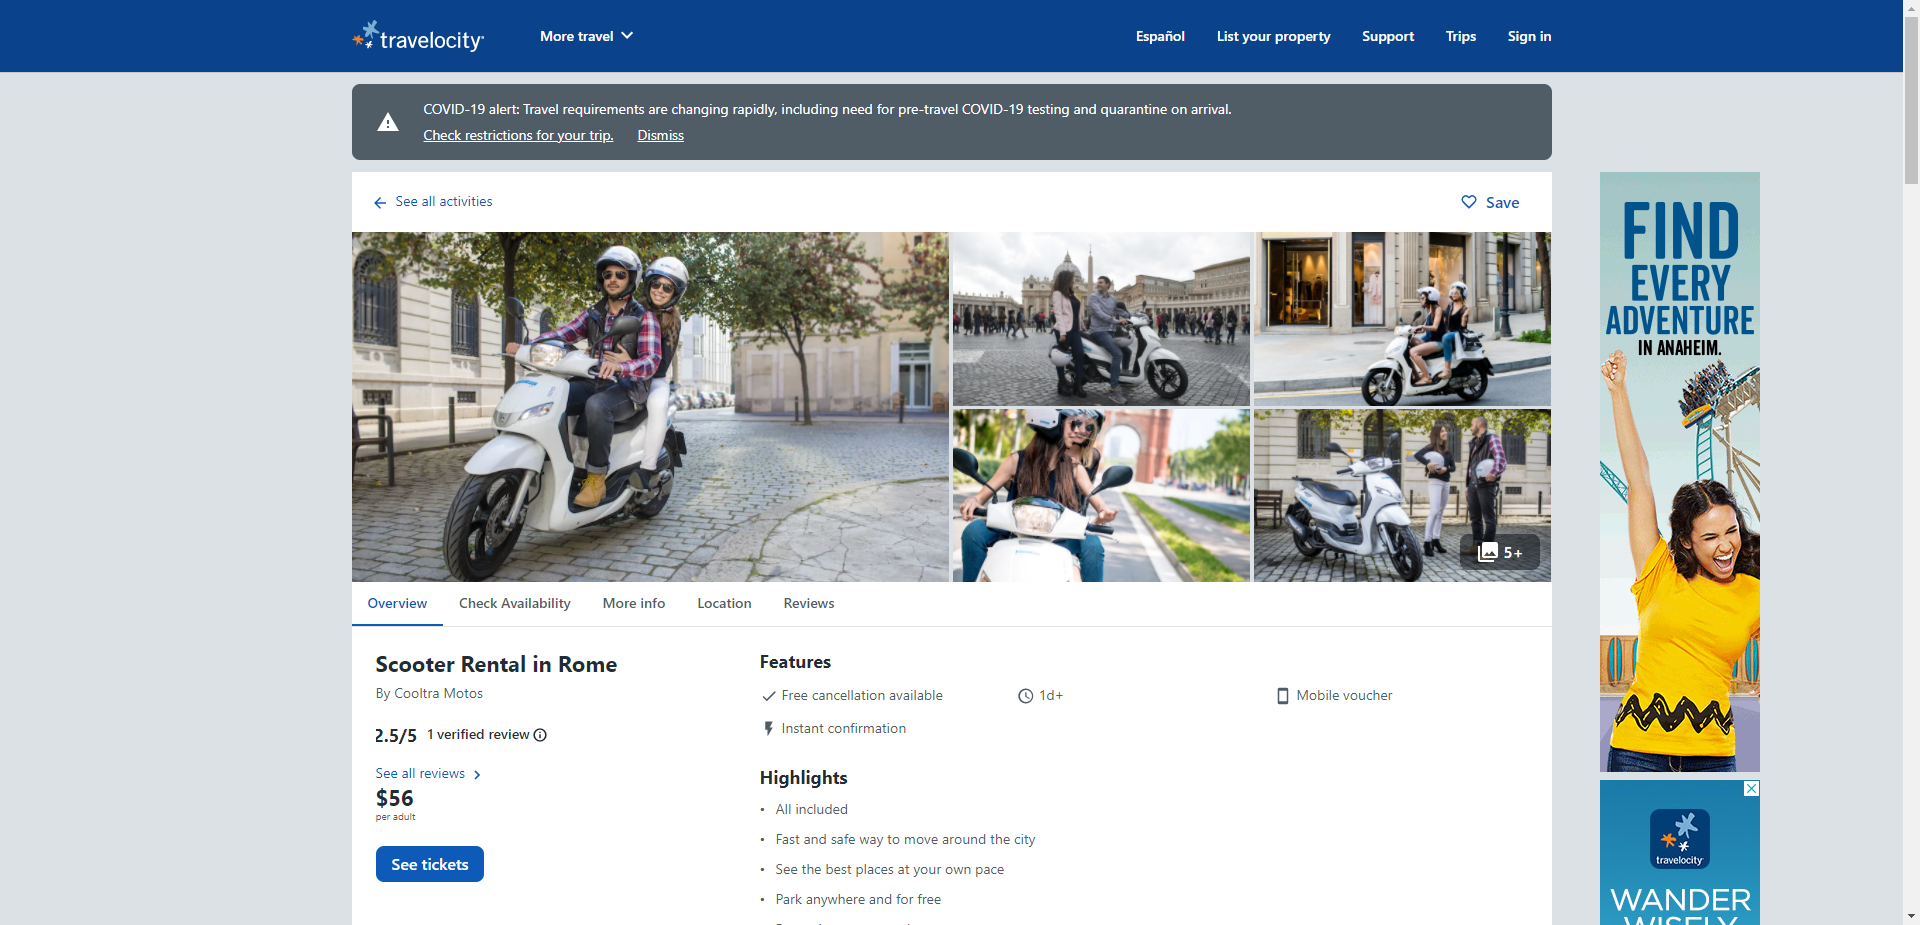 travelocity
More travel
Español
List your property
Support
Trips
Sign in
COVID-19 alert: Travel requirements are changing rapidly, including need for pre-travel COVID-19 testing and quarantine on arrival.
Check restrictions for your trip.
Dismiss
See all activities
Save
5+
Overview
Check Availability
More info
Location
Reviews
Scooter Rental in Rome
By Cooltra Motos
2.5/5
1 verified review
See all reviews
$56
per adult
See tickets
Features
Free cancellation available
1d+
Mobile voucher
Instant confirmation
Highlights
• All included
• Fast and safe way to move around the city
• See the best places at your own pace
• Park anywhere and for free
FIND
EVERY
ADVENTURE
IN ANAHEIM.
travelocity
WANDER
WISELY